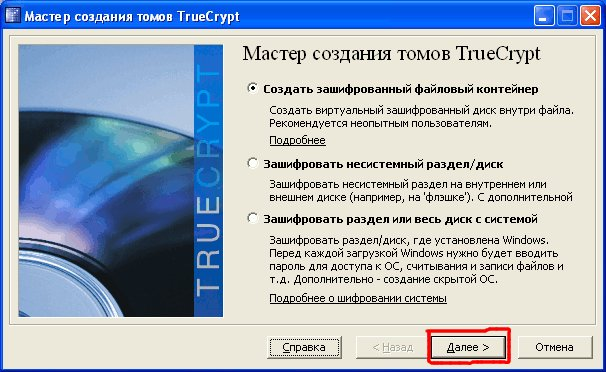 Мастер создания томов TrueCrypt
TRUECRYPT
Мастер создания томов TrueCrypt
Создать зашифрованный файловый контейнер
Создать виртуальный зашифрованный диск внутри файла.
Рекомендуется неопытным пользователям.
Подробнее
Зашифровать несистемный раздел/диск
Зашифровать несистемный раздел на внутреннем или
внешнем диске (например, на 'флэшке'). С дополнительной
Зашифровать раздел или весь диск с системой
Зашифровать раздел/диск, где установлена Windows.
Перед каждой загрузкой Windows нужно будет вводить
пароль для доступа к ОС, считывания и записи файлов и
т.д. Дополнительно - создание скрытой ОС.
Подробнее о шифровании системы
Справка < Назад Далее > Отмена